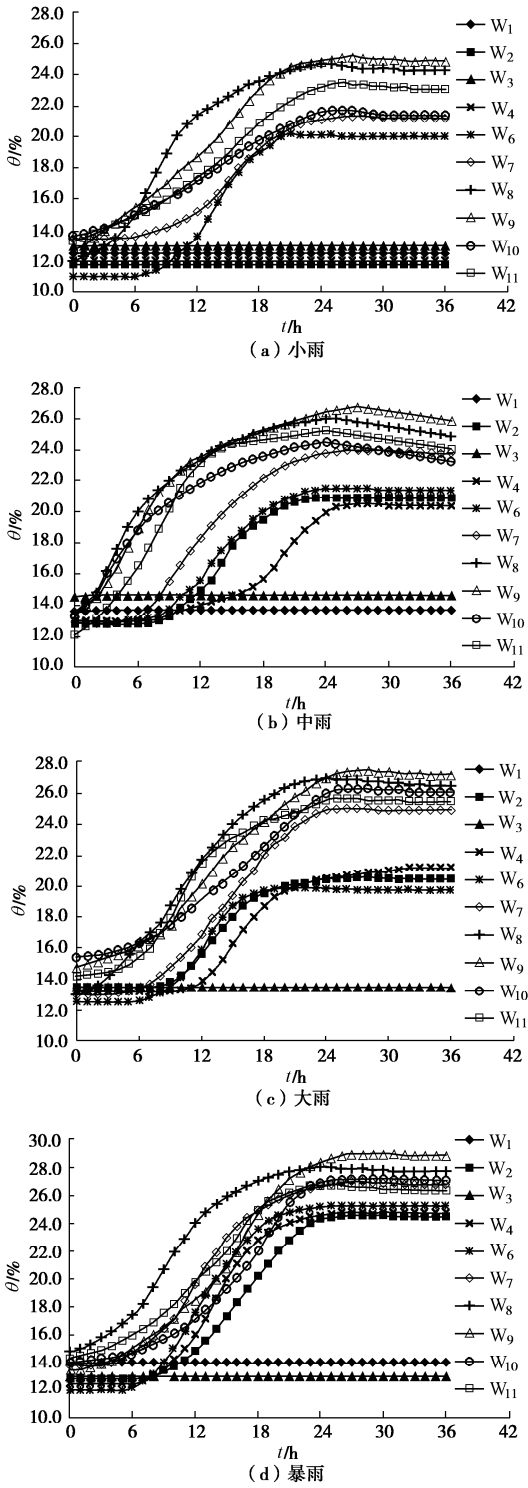 28.0
26.0
24.0
22.0
20.0
18.0
16.0
14.0
12.0
10.0
θ/%
0 6 12 18 24 30 36
t/h
W1
W2
W3
W4
W6
W7
W8
W9
W10
W11
(a) 小雨
28.0
26.0
24.0
22.0
20.0
18.0
16.0
14.0
12.0
10.0
θ/%
0 6 12 18 24 30 36
t/h
W1
W2
W3
W4
W6
W7
W8
W9
W10
W11
(b) 中雨
28.0
26.0
24.0
22.0
20.0
18.0
16.0
14.0
12.0
10.0
θ/%
0 6 12 18 24 30 36
t/h
W1
W2
W3
W4
W6
W7
W8
W9
W10
W11
(c) 大雨
30.0
28.0
26.0
24.0
22.0
20.0
18.0
16.0
14.0
12.0
10.0
θ/%
0 6 12 18 24 30 36
t/h
W1
W2
W3
W4
W6
W7
W8
W9
W10
W11
(d) 暴雨